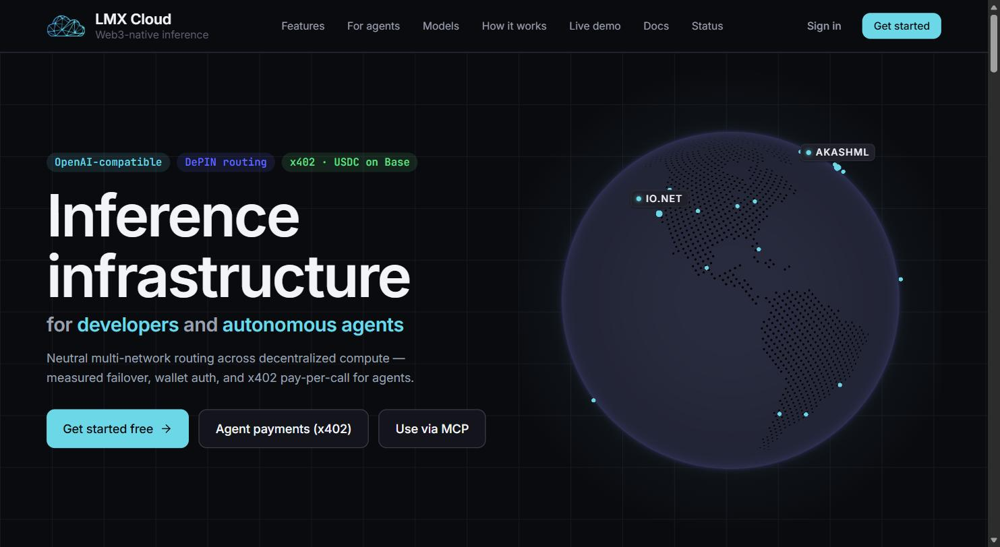 LMX Cloud
Web3-native inference
Features
For agents
Models
How it works
Live demo
Docs
Status
Sign in
Get started
OpenAI-compatible
DePIN routing
x402 · USDC on Base
Inference
infrastructure
for developers and autonomous agents
Neutral multi-network routing across decentralized compute —
measured failover, wallet auth, and x402 pay-per-call for agents.
Get started free →
Agent payments (x402)
Use via MCP
AKASHML
IO.NET